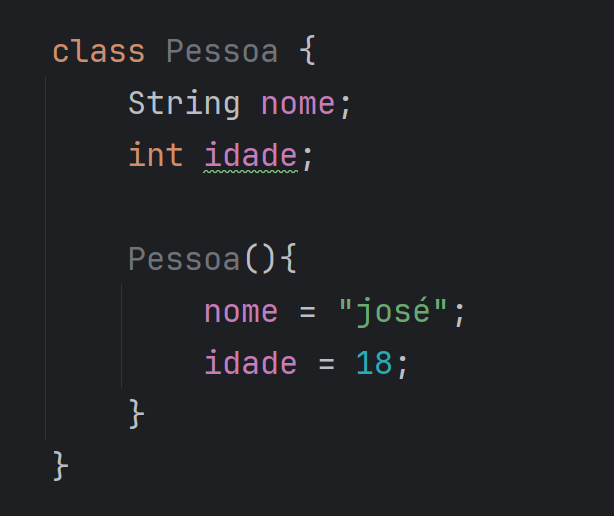 class Pessoa {
String nome;
int idade;
Pessoa(){
nome = "josé";
idade = 18;
}
}